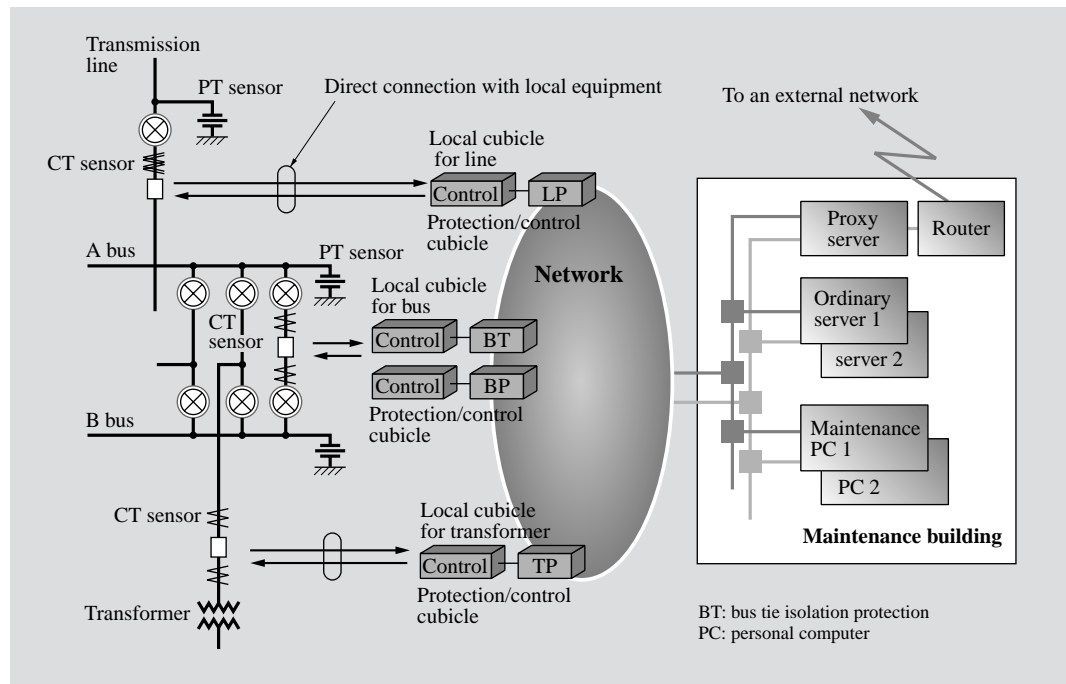 Transmission
line
PT sensor
Direct connection with local equipment
To an external network
CT sensor
Local cubicle
for line
Control
LP
Protection/control
cubicle
Proxy
server
Router
A bus
PT sensor
Network
Local cubicle
for bus
CT
sensor
Control
BT
Control
BP
Protection/control
cubicle
Ordinary
server 1
server 2
B bus
Maintenance
PC 1
PC 2
CT sensor
Local cubicle
for transformer
Control
TP
Protection/control
cubicle
Maintenance building
Transformer
BT: bus tie isolation protection
PC: personal computer